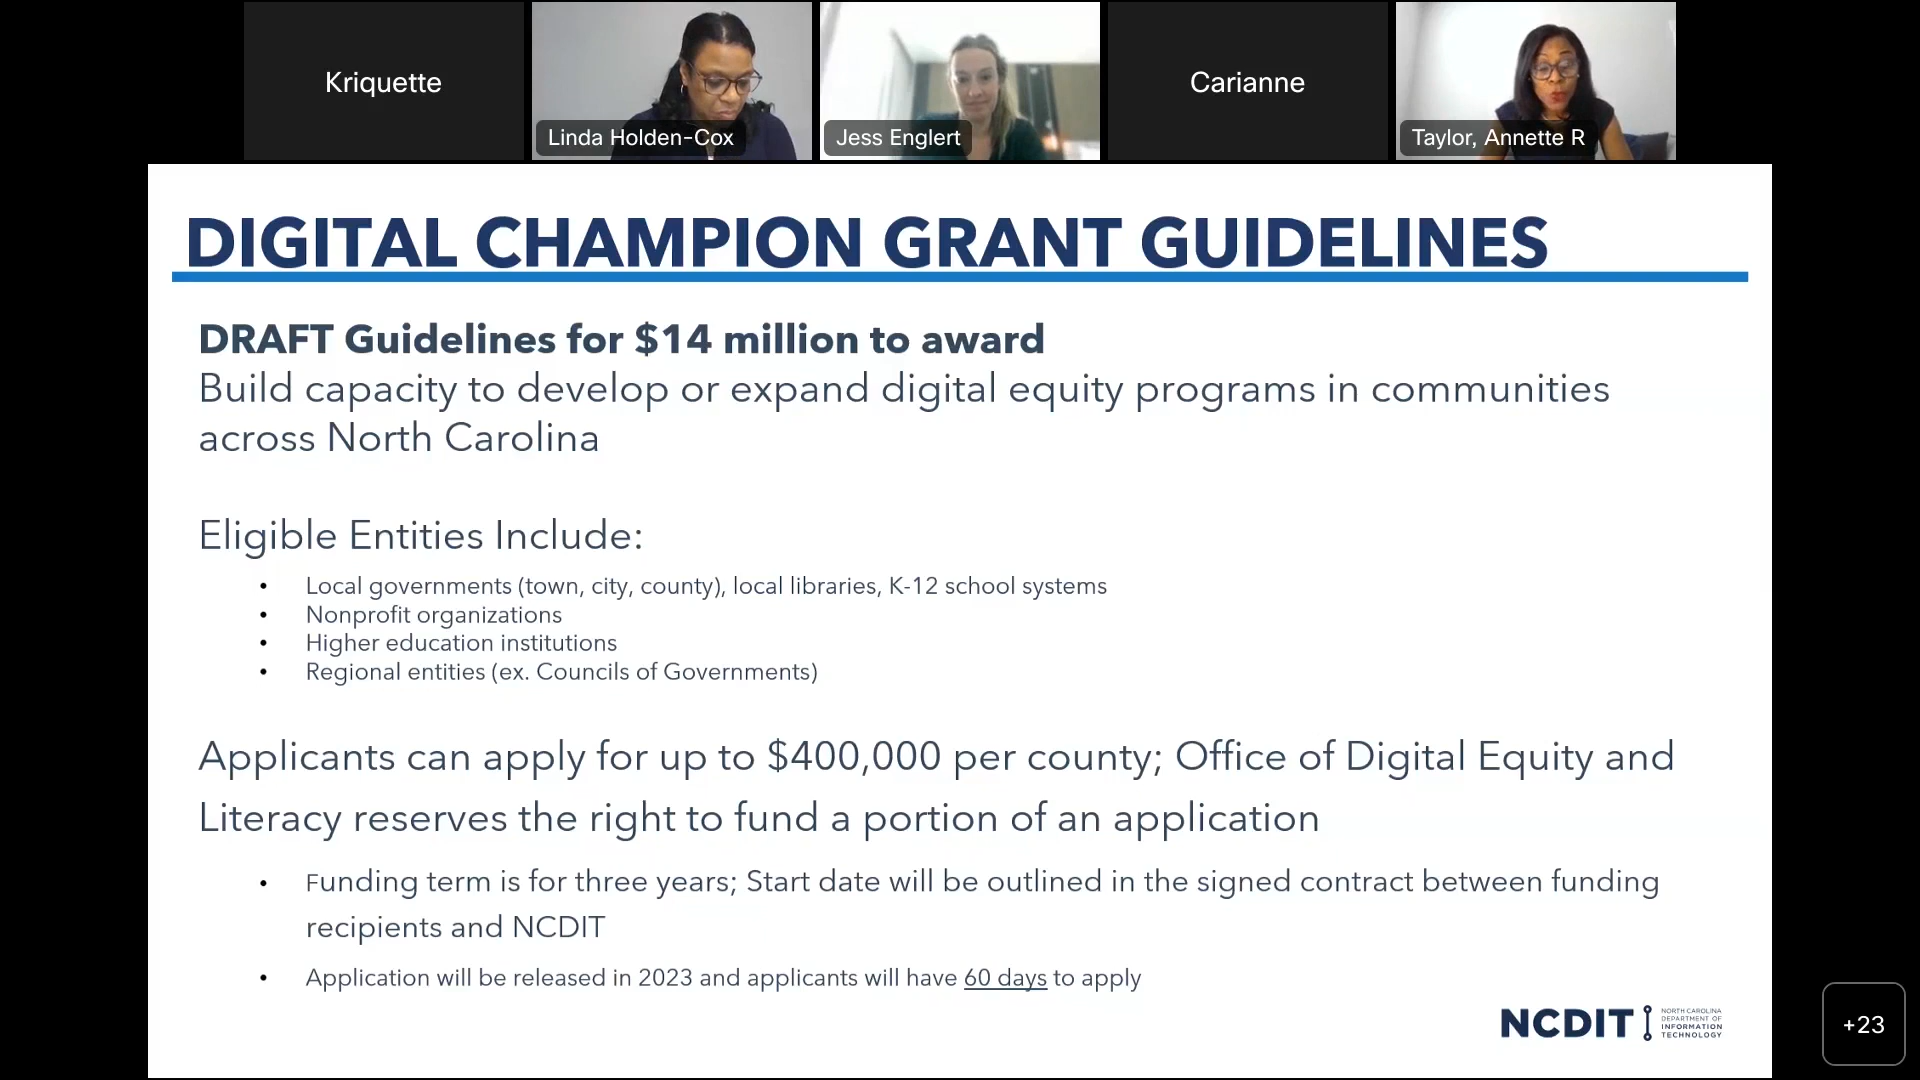 Kriquette
Linda Holden-Cox
Jess Englert
Carianne
Taylor, Annette R
DIGITAL CHAMPION GRANT GUIDELINES
DRAFT Guidelines for $14 million to award
Build capacity to develop or expand digital equity programs in communities
across North Carolina
Eligible Entities Include:
• Local governments (town, city, county), local libraries, K-12 school systems
• Nonprofit organizations
• Higher education institutions
• Regional entities (ex. Councils of Governments)
Applicants can apply for up to $400,000 per county; Office of Digital Equity and
Literacy reserves the right to fund a portion of an application
• Funding term is for three years; Start date will be outlined in the signed contract between funding
recipients and NCDIT
• Application will be released in 2023 and applicants will have 60 days to apply
NCDIT
NORTH CAROLINA
DEPARTMENT OF
INFORMATION
TECHNOLOGY
+23